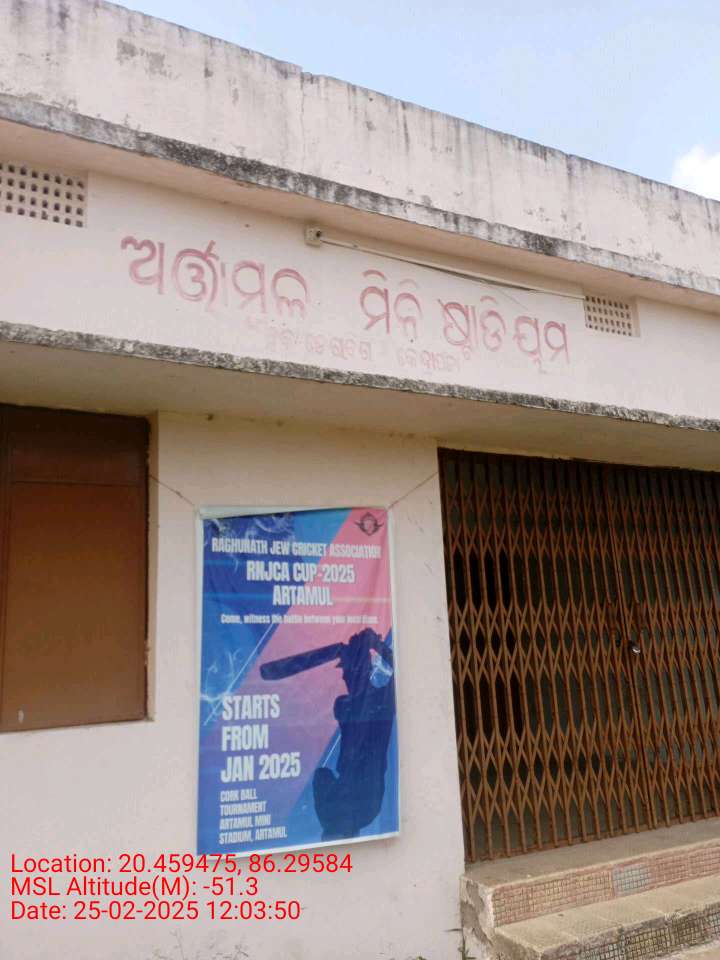 ଅର୍ତ୍ତାମୂଳ ମିନି ଷ୍ଟାଡିୟମ
RAGHUNATH JEW CRICKET ASSOCIATION
RNJCA CUP-2025
ARTAMUL
Come, witness the battle between your local
STARTS
FROM
JAN 2025
CORK BALL
TOURNAMENT
ARTAMUL MINI
STADIUM, ARTAMUL
Location: 20.459475, 86.29584
MSL Altitude(M): -51.3
Date: 25-02-2025 12:03:50